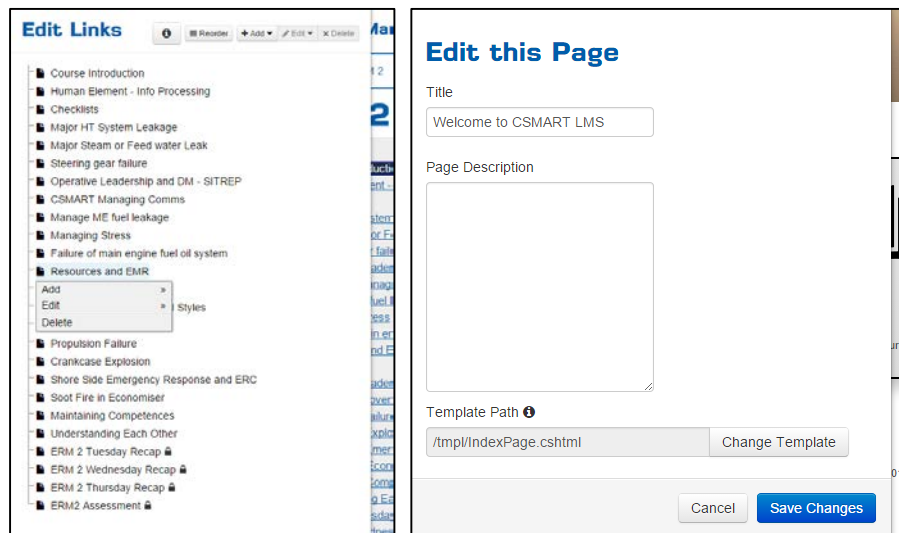 Edit Links
Reorder Add Edit Delete
Course Introduction
Human Element - Info Processing
Checklists
Major HT System Leakage
Major Steam or Feed water Leak
Steering gear failure
Operative Leadership and DM - SITREP
CSMART Managing Comms
Manage ME fuel leakage
Managing Stress
Failure of main engine fuel oil system
Resources and EMR
Add »
Edit »
Delete
Styles
Propulsion Failure
Crankcase Explosion
Shore Side Emergency Response and ERC
Soot Fire in Economiser
Maintaining Competences
Understanding Each Other
ERM 2 Tuesday Recap
ERM 2 Wednesday Recap
ERM 2 Thursday Recap
ERM2 Assessment
Edit this Page
Title
Welcome to CSMART LMS
Page Description
Template Path
/tmpl/IndexPage.cshtml Change Template
Cancel Save Changes